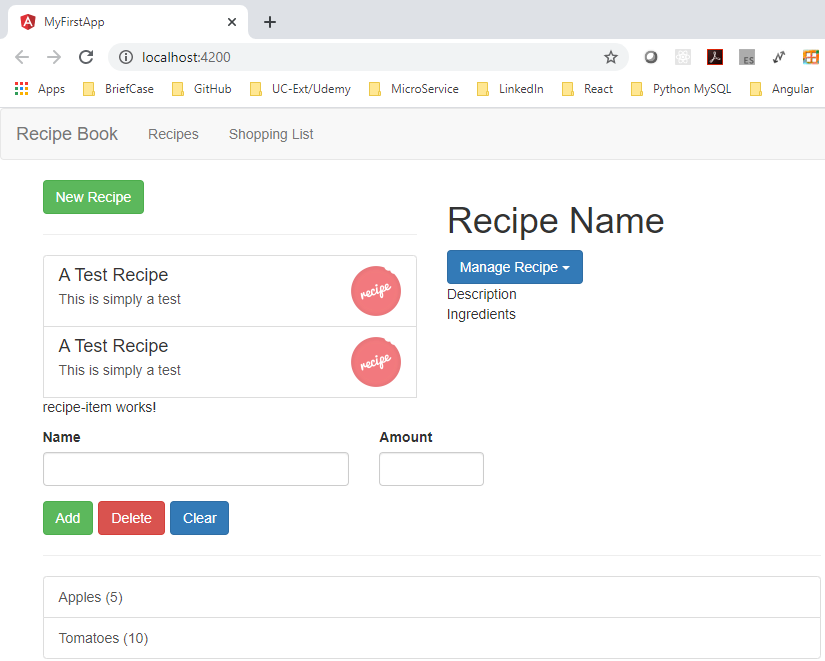 MyFirstApp
localhost:4200
Apps BriefCase GitHub UC-Ext/Udemy MicroService LinkedIn React Python MySQL Angular
ES
Recipe Book Recipes Shopping List
New Recipe
Recipe Name
Manage Recipe
Description
Ingredients
A Test Recipe
This is simply a test
recipe
A Test Recipe
This is simply a test
recipe
recipe-item works!
Name Amount
Add Delete Clear
Apples (5)
Tomatoes (10)